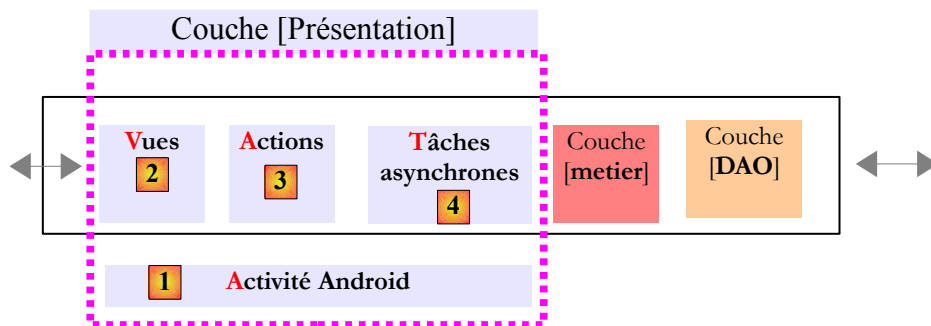 Couche [Présentation]
Vues
2
Actions
3
Tâches
asynchrones
4
Couche
[metier]
Couche
[DAO]
1 Activité Android